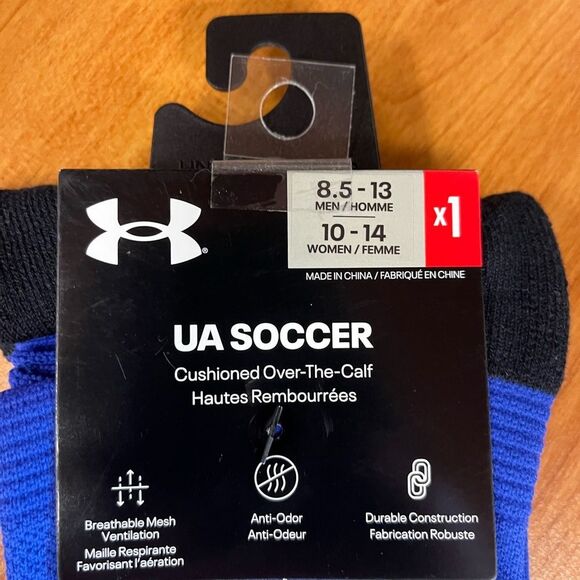 8.5 - 13
MEN / HOMME
10 - 14
WOMEN / FEMME
x1
MADE IN CHINA / FABRIQUÉ EN CHINE
UA SOCCER
Cushioned Over-The-Calf
Hautes Rembourrées
Breathable Mesh
Ventilation
Maille Respirante
Favorisant l'aération
Anti-Odor
Anti-Odeur
Durable Construction
Fabrication Robuste